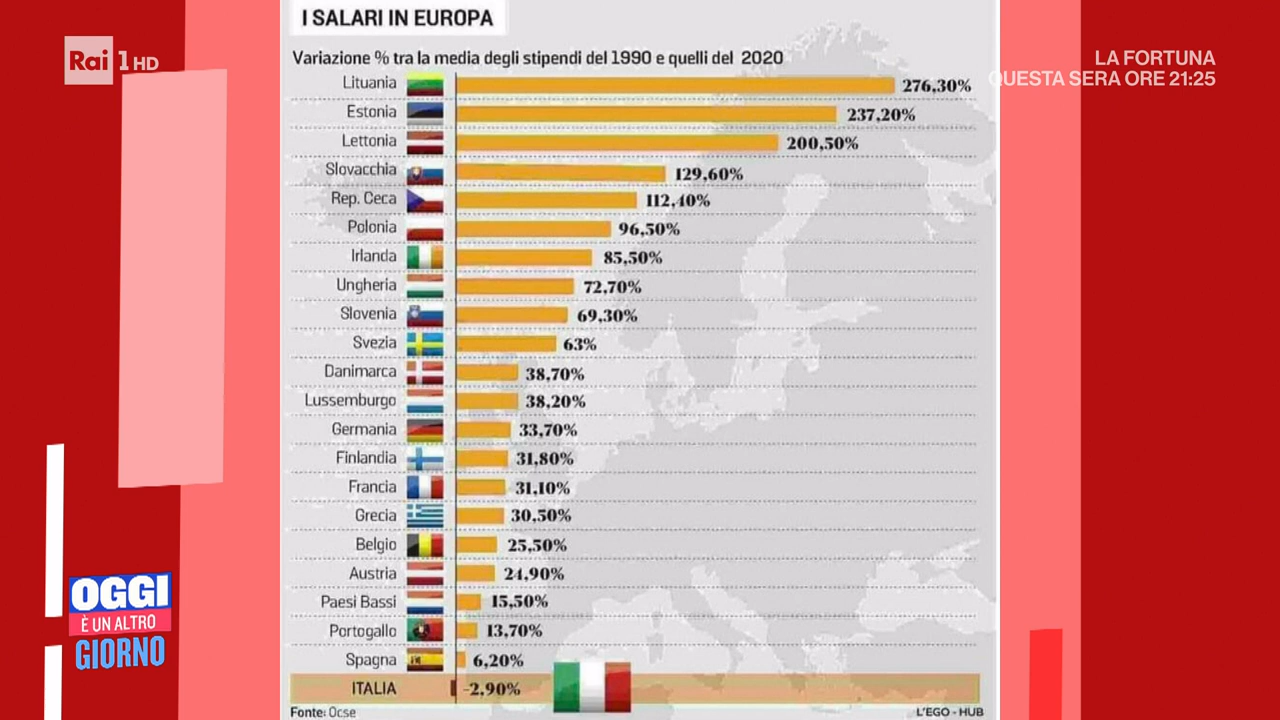 I SALARI IN EUROPA
Variazione % tra la media degli stipendi del 1990 e quelli del 2020
Lituania 276,30%
Estonia 237,20%
Lettonia 200,50%
Slovacchia 129,60%
Rep. Ceca 112,40%
Polonia 96,50%
Irlanda 85,50%
Ungheria 72,70%
Slovenia 69,30%
Svezia 63%
Danimarca 38,70%
Lussemburgo 38,20%
Germania 33,70%
Finlandia 31,80%
Francia 31,10%
Grecia 30,50%
Belgio 25,50%
Austria 24,90%
Paesi Bassi 15,50%
Portogallo 13,70%
Spagna 6,20%
ITALIA -2,90%
Fonte: Ocse
L'EGO - HUB
Rai 1 HD
LA FORTUNA
QUESTA SERA ORE 21:25
OGGI
È UN ALTRO
GIORNO